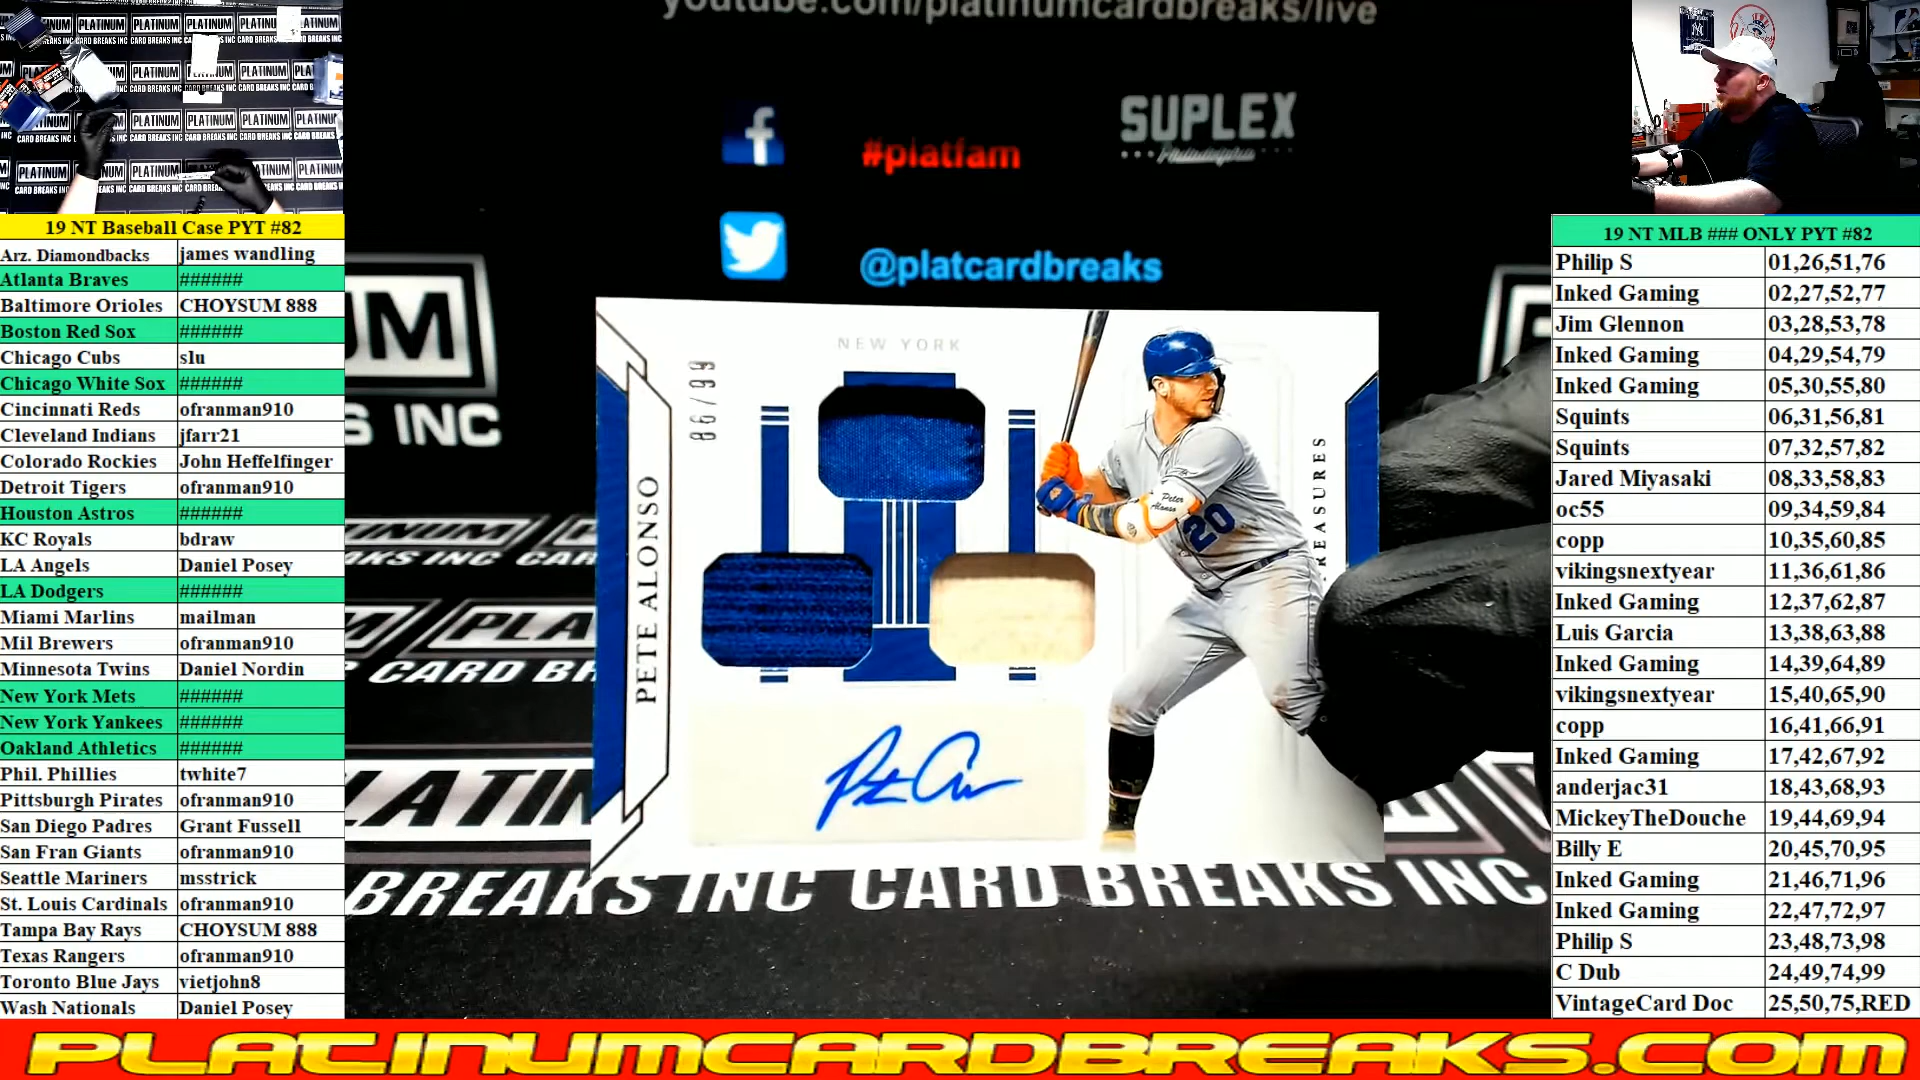 youtube.com/platinumcardbreaks/live
f
#platfam
SUPLEX
Philadelphia
@platcardbreaks
19 NT Baseball Case PYT #82
Arz. Diamondbacks james wandling
Atlanta Braves ######
Baltimore Orioles CHOYSUM 888
Boston Red Sox ######
Chicago Cubs slu
Chicago White Sox ######
Cincinnati Reds ofranman910
Cleveland Indians jfarr21
Colorado Rockies John Heffelfinger
Detroit Tigers ofranman910
Houston Astros ######
KC Royals bdraw
LA Angels Daniel Posey
LA Dodgers ######
Miami Marlins mailman
Mil Brewers ofranman910
Minnesota Twins Daniel Nordin
New York Mets ######
New York Yankees ######
Oakland Athletics ######
Phil. Phillies twhite7
Pittsburgh Pirates ofranman910
San Diego Padres Grant Fussell
San Fran Giants ofranman910
Seattle Mariners msstrick
St. Louis Cardinals ofranman910
Tampa Bay Rays CHOYSUM 888
Texas Rangers ofranman910
Toronto Blue Jays vietjohn8
Wash Nationals Daniel Posey
NEW YORK
86/99
PETE ALONSO
Peter
Alonso
20
TREASURES
BREAKS INC CARD BREAKS INC
19 NT MLB ### ONLY PYT #82
Philip S 01,26,51,76
Inked Gaming 02,27,52,77
Jim Glennon 03,28,53,78
Inked Gaming 04,29,54,79
Inked Gaming 05,30,55,80
Squints 06,31,56,81
Squints 07,32,57,82
Jared Miyasaki 08,33,58,83
oc55 09,34,59,84
copp 10,35,60,85
vikingsnextyear 11,36,61,86
Inked Gaming 12,37,62,87
Luis Garcia 13,38,63,88
Inked Gaming 14,39,64,89
vikingsnextyear 15,40,65,90
copp 16,41,66,91
Inked Gaming 17,42,67,92
anderjac31 18,43,68,93
MickeyTheDouche 19,44,69,94
Billy E 20,45,70,95
Inked Gaming 21,46,71,96
Inked Gaming 22,47,72,97
Philip S 23,48,73,98
C Dub 24,49,74,99
VintageCard Doc 25,50,75,RED
PLATINUMCARDBREAKS.COM